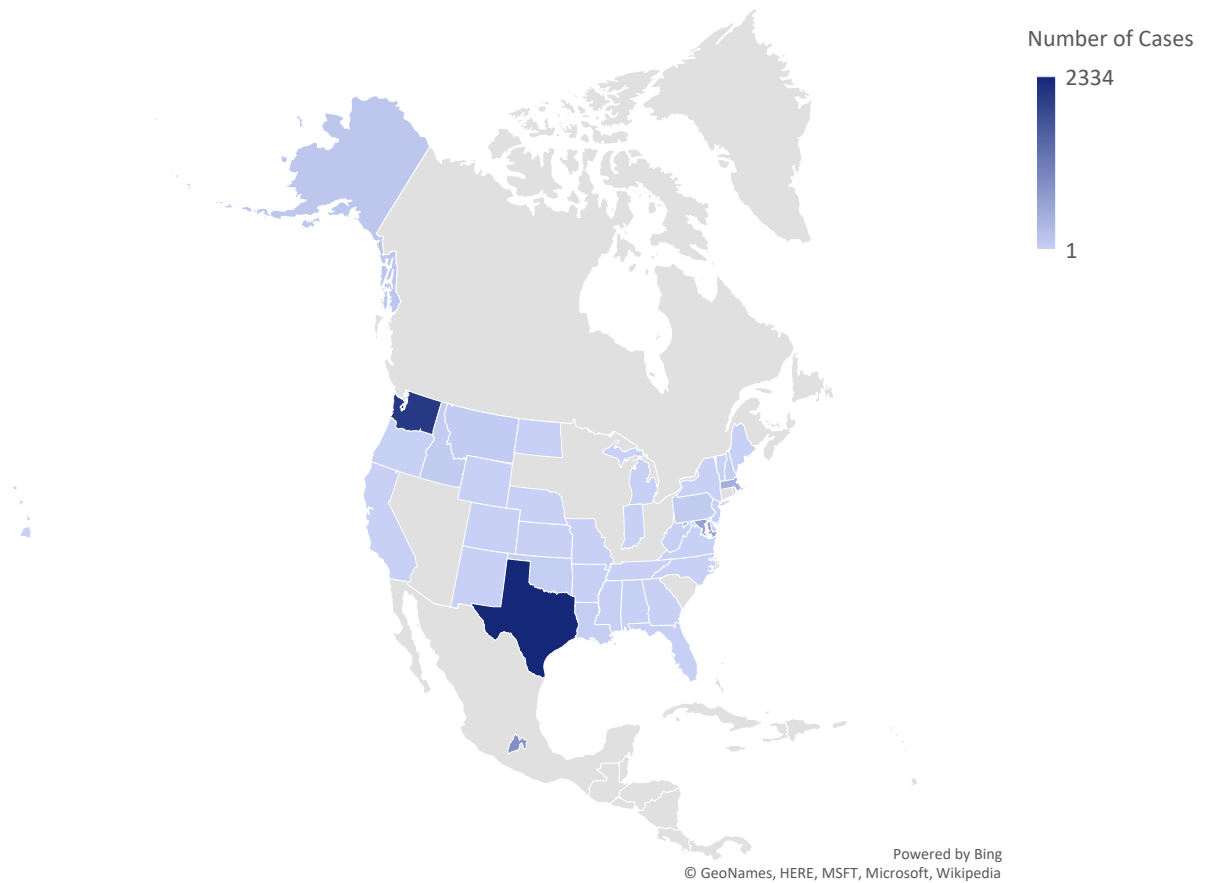 Number of Cases
2334
1
Powered by Bing
© GeoNames, HERE, MSFT, Microsoft, Wikipedia